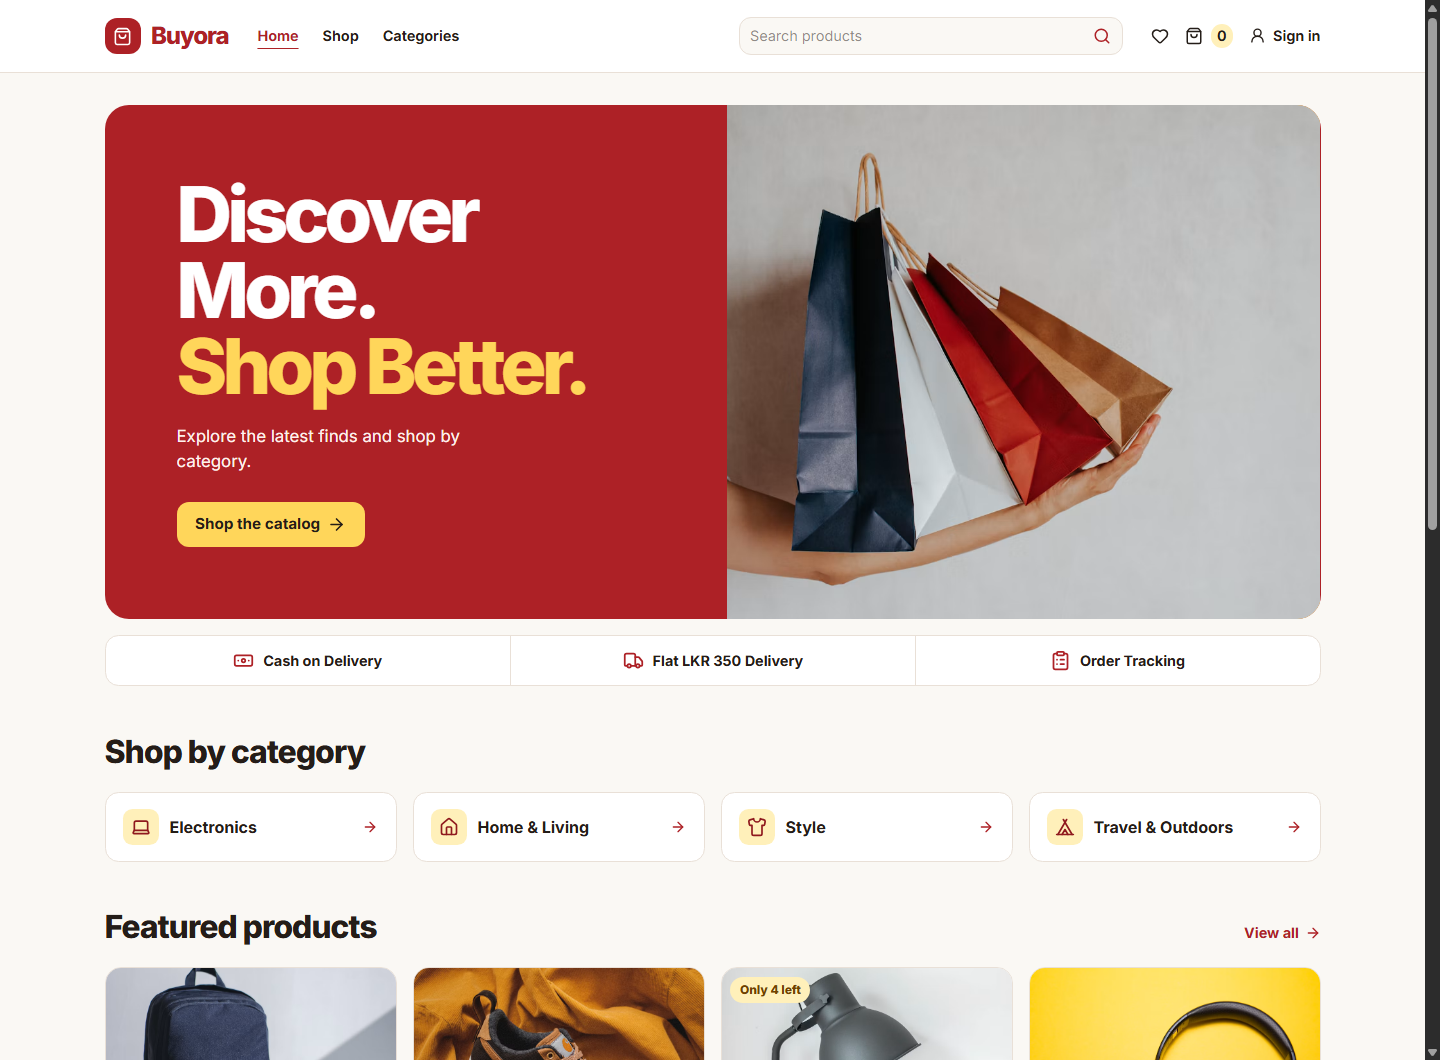 Buyora
Home
Shop
Categories
Search products
0
Sign in
Discover
More.
Shop Better.
Explore the latest finds and shop by
category.
Shop the catalog
Cash on Delivery
Flat LKR 350 Delivery
Order Tracking
Shop by category
Electronics
Home & Living
Style
Travel & Outdoors
Featured products
View all
Only 4 left